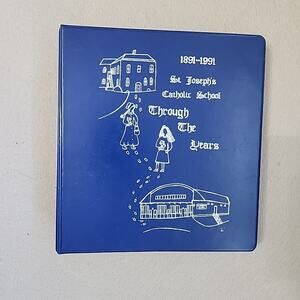 1891-1991
St Joseph's
Catholic School
Through
The
Years